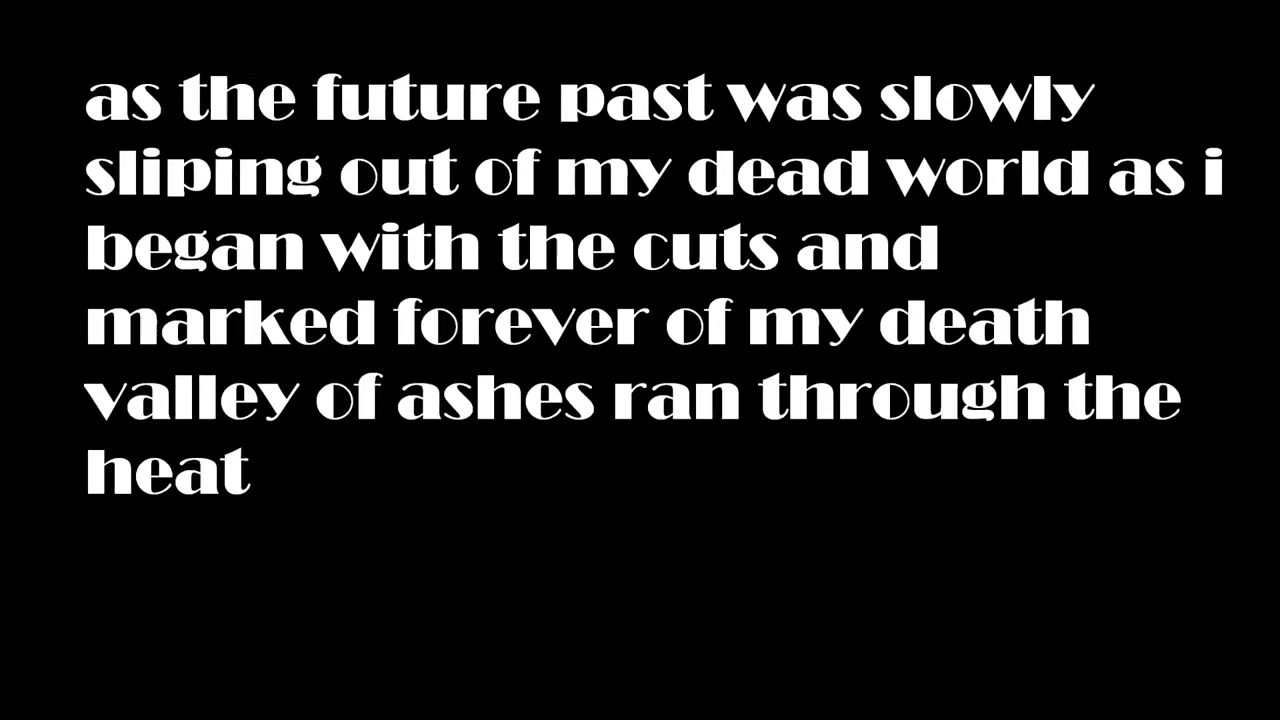 as the future past was slowly
sliping out of my dead world as i
began with the cuts and
marked forever of my death
valley of ashes ran through the
heat